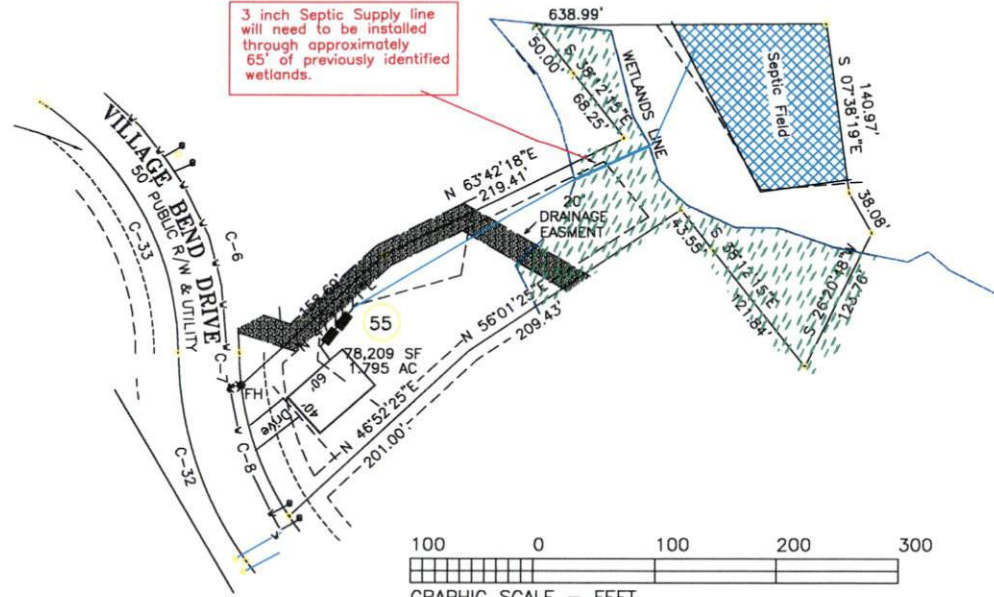 3 inch Septic Supply line
will need to be installed
through approximately
65' of previously identified
wetlands.
638.99'
50.00'
S 38°12'15"E
68.25'
WETLANDS LINE
Septic Field
140.97'
S 07°38'19"E
38.08'
VILLAGE BEND DRIVE
50' PUBLIC R/W & UTILITY
C-33
C-6
N 63°42'18"E
219.41'
20'
DRAINAGE
EASMENT
43.55'
S 38°12'15"E
121.84'
S 26°20'48"
123.76'
55
78,209 SF
1.795 AC
N 56°01'25"E
209.43'
C-7
FH
60'
40'
Drive
N 46°52'25"E
201.00'
C-8
C-32
100 0 100 200 300
GRAPHIC SCALE – FEET